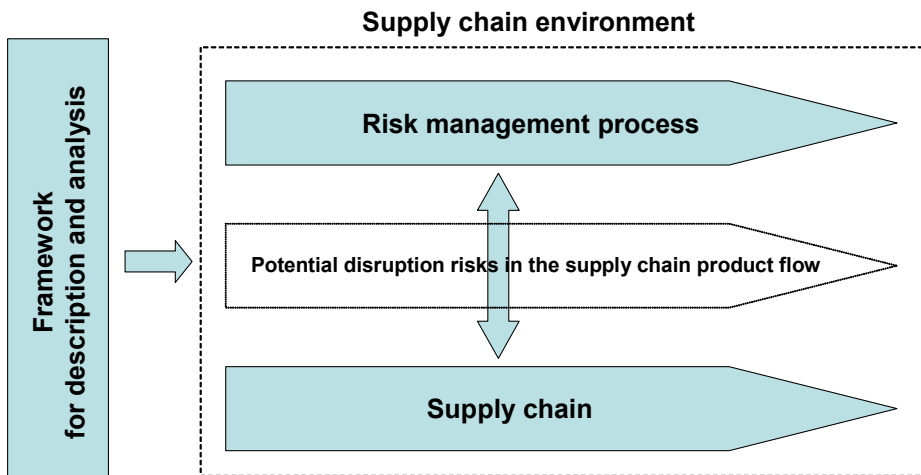 Supply chain environment
Framework
for description and analysis
Risk management process
Potential disruption risks in the supply chain product flow
Supply chain